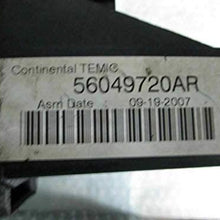 Continental TEMIC
56049720AR
Asm Date 09-19-2007